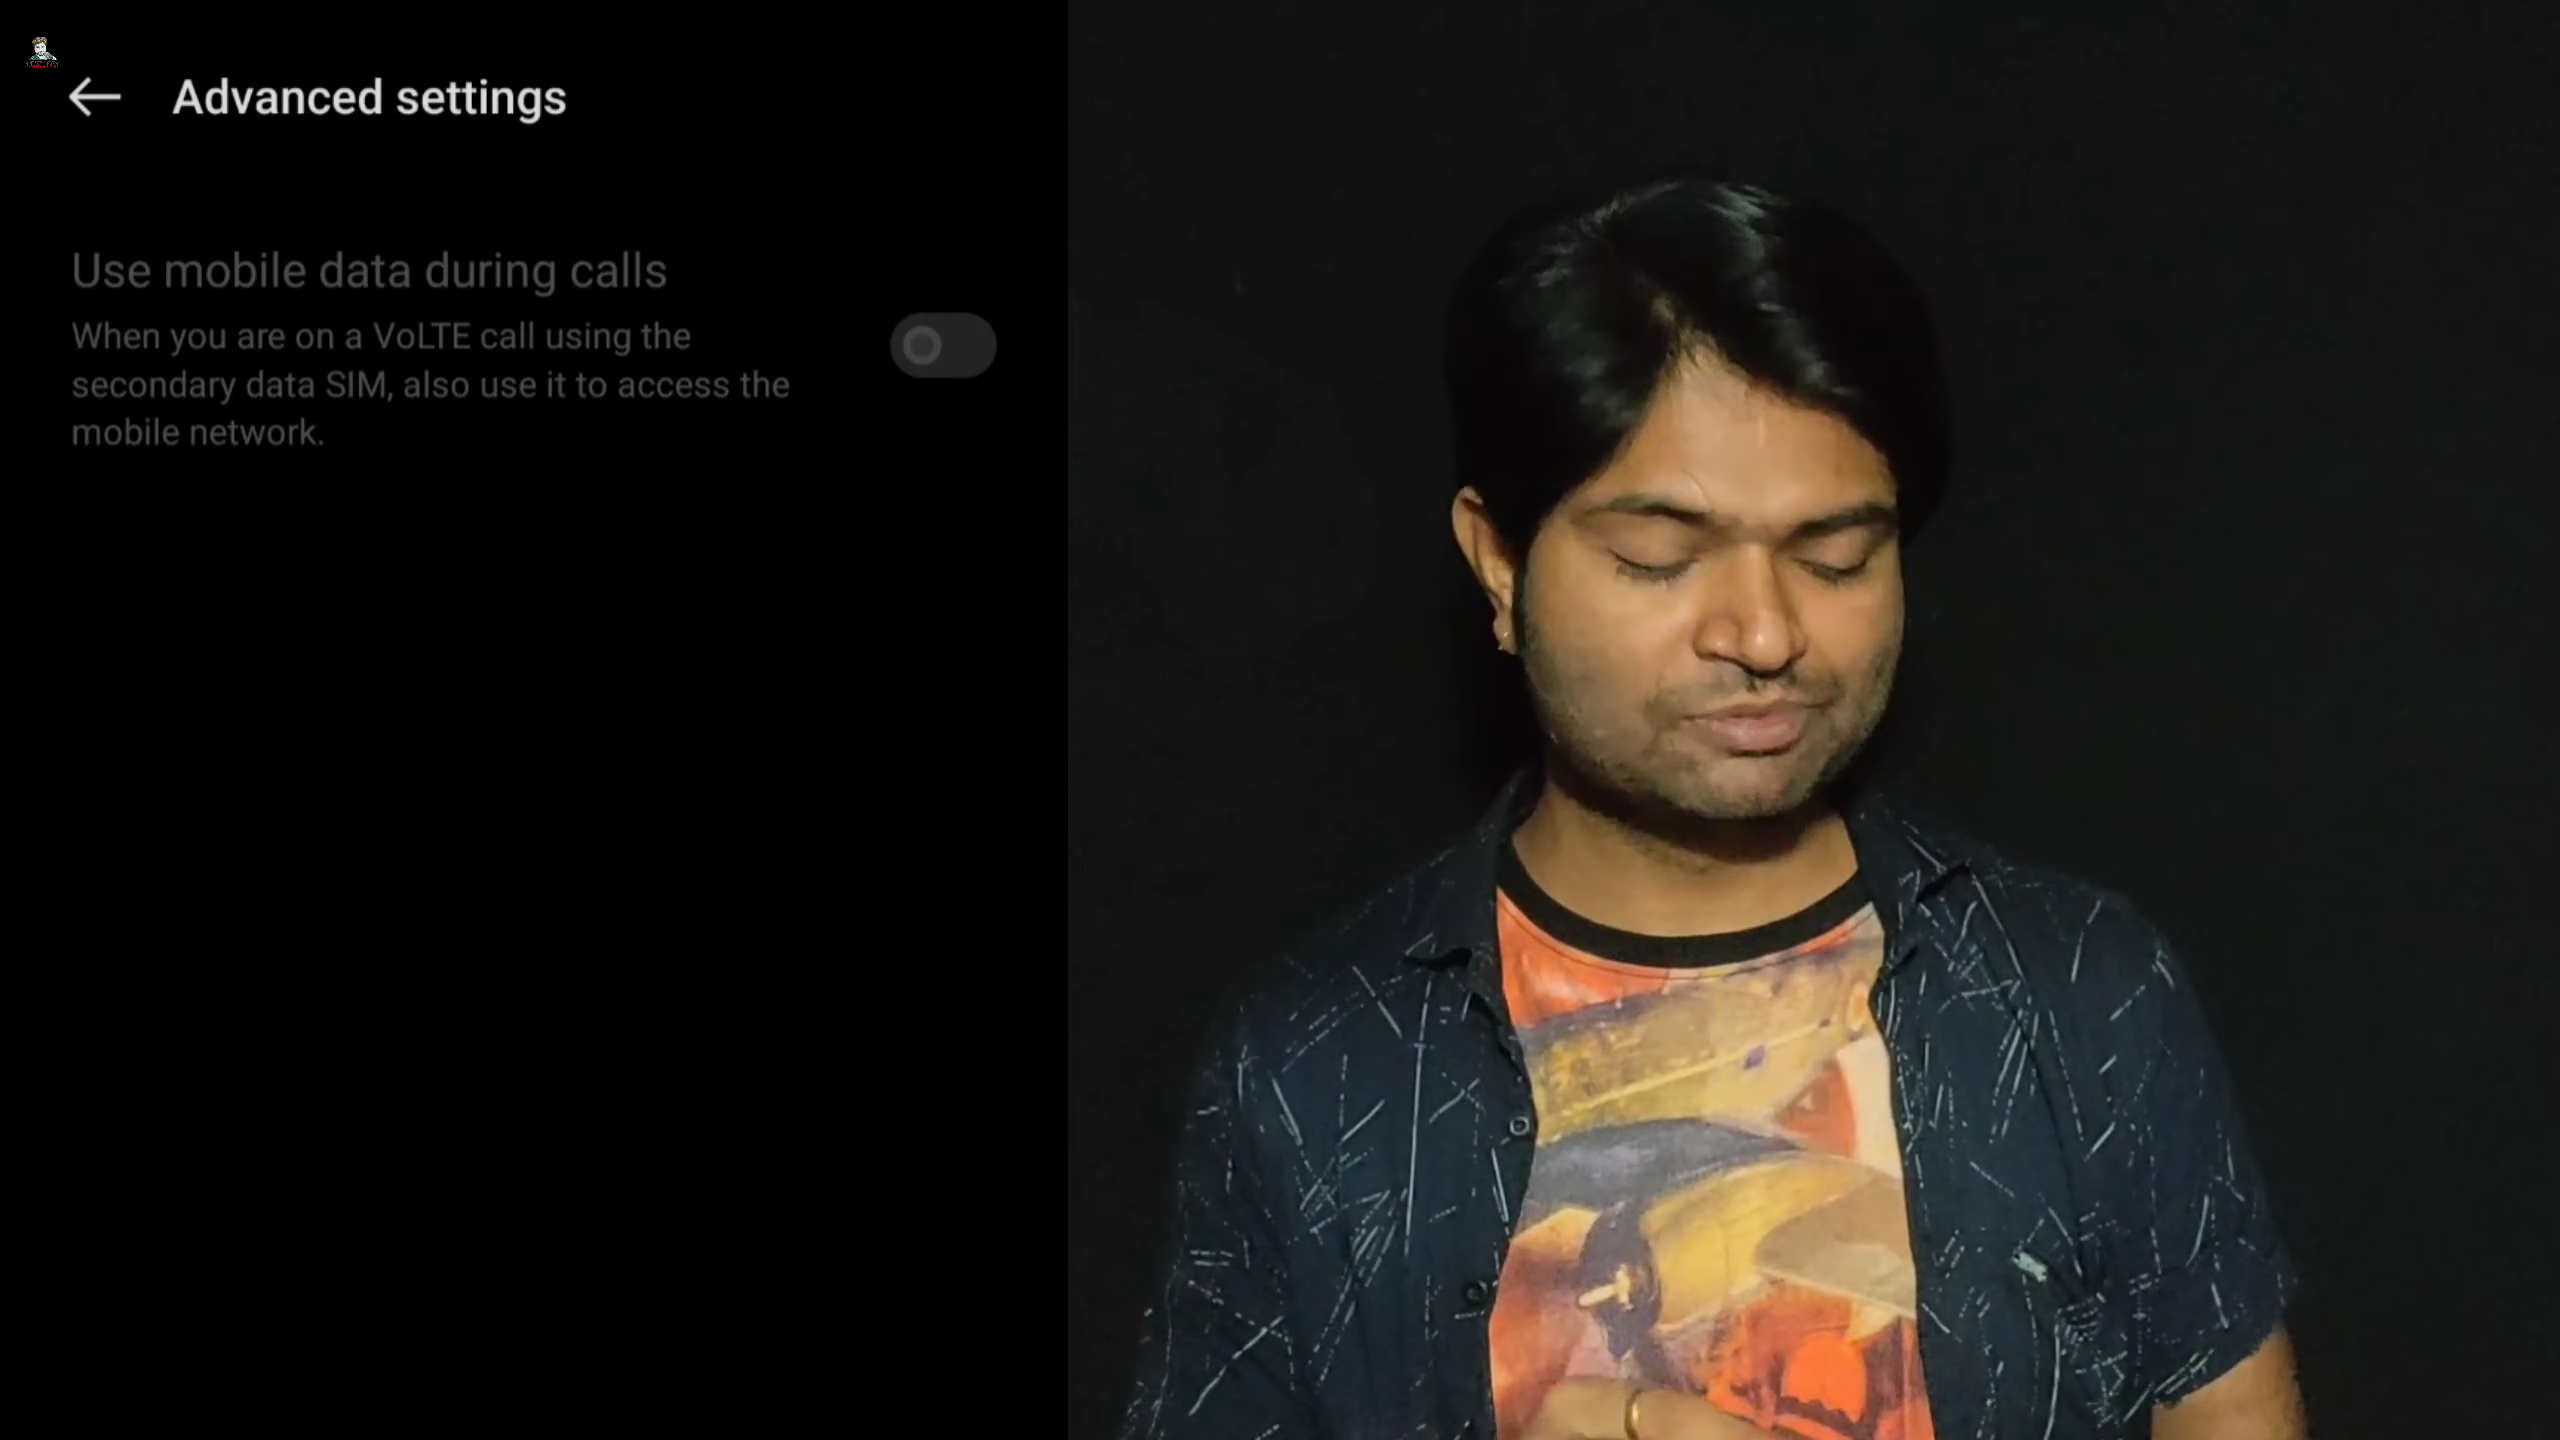 Advanced settings
Use mobile data during calls
When you are on a VoLTE call using the
secondary data SIM, also use it to access the
mobile network.